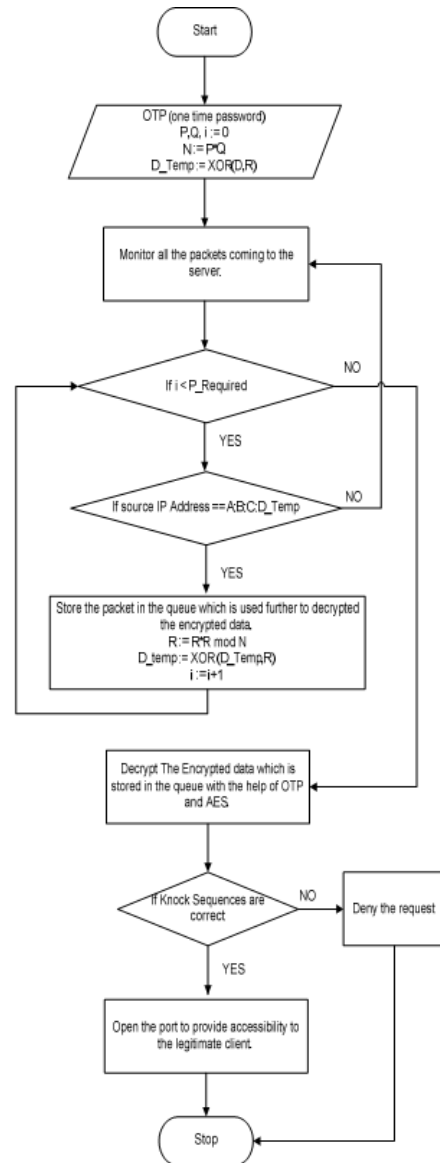 Start
OTP (one time password)
P,Q, i := 0
N:= P*Q
D_Temp:= XOR(D,R)
Monitor all the packets coming to the
server.
If i < P_Required
NO
YES
If source IP Address ==A:B:C:D_Temp
NO
YES
Store the packet in the queue which is used further to decrypted
the encrypted data.
R:= R*R mod N
D_temp:= XOR(D_Temp,R)
i :=i+1
Decrypt The Encrypted data which is
stored in the queue with the help of OTP
and AES.
If Knock Sequences are
correct
NO
Deny the request
YES
Open the port to provide accessibility to
the legitimate client.
Stop